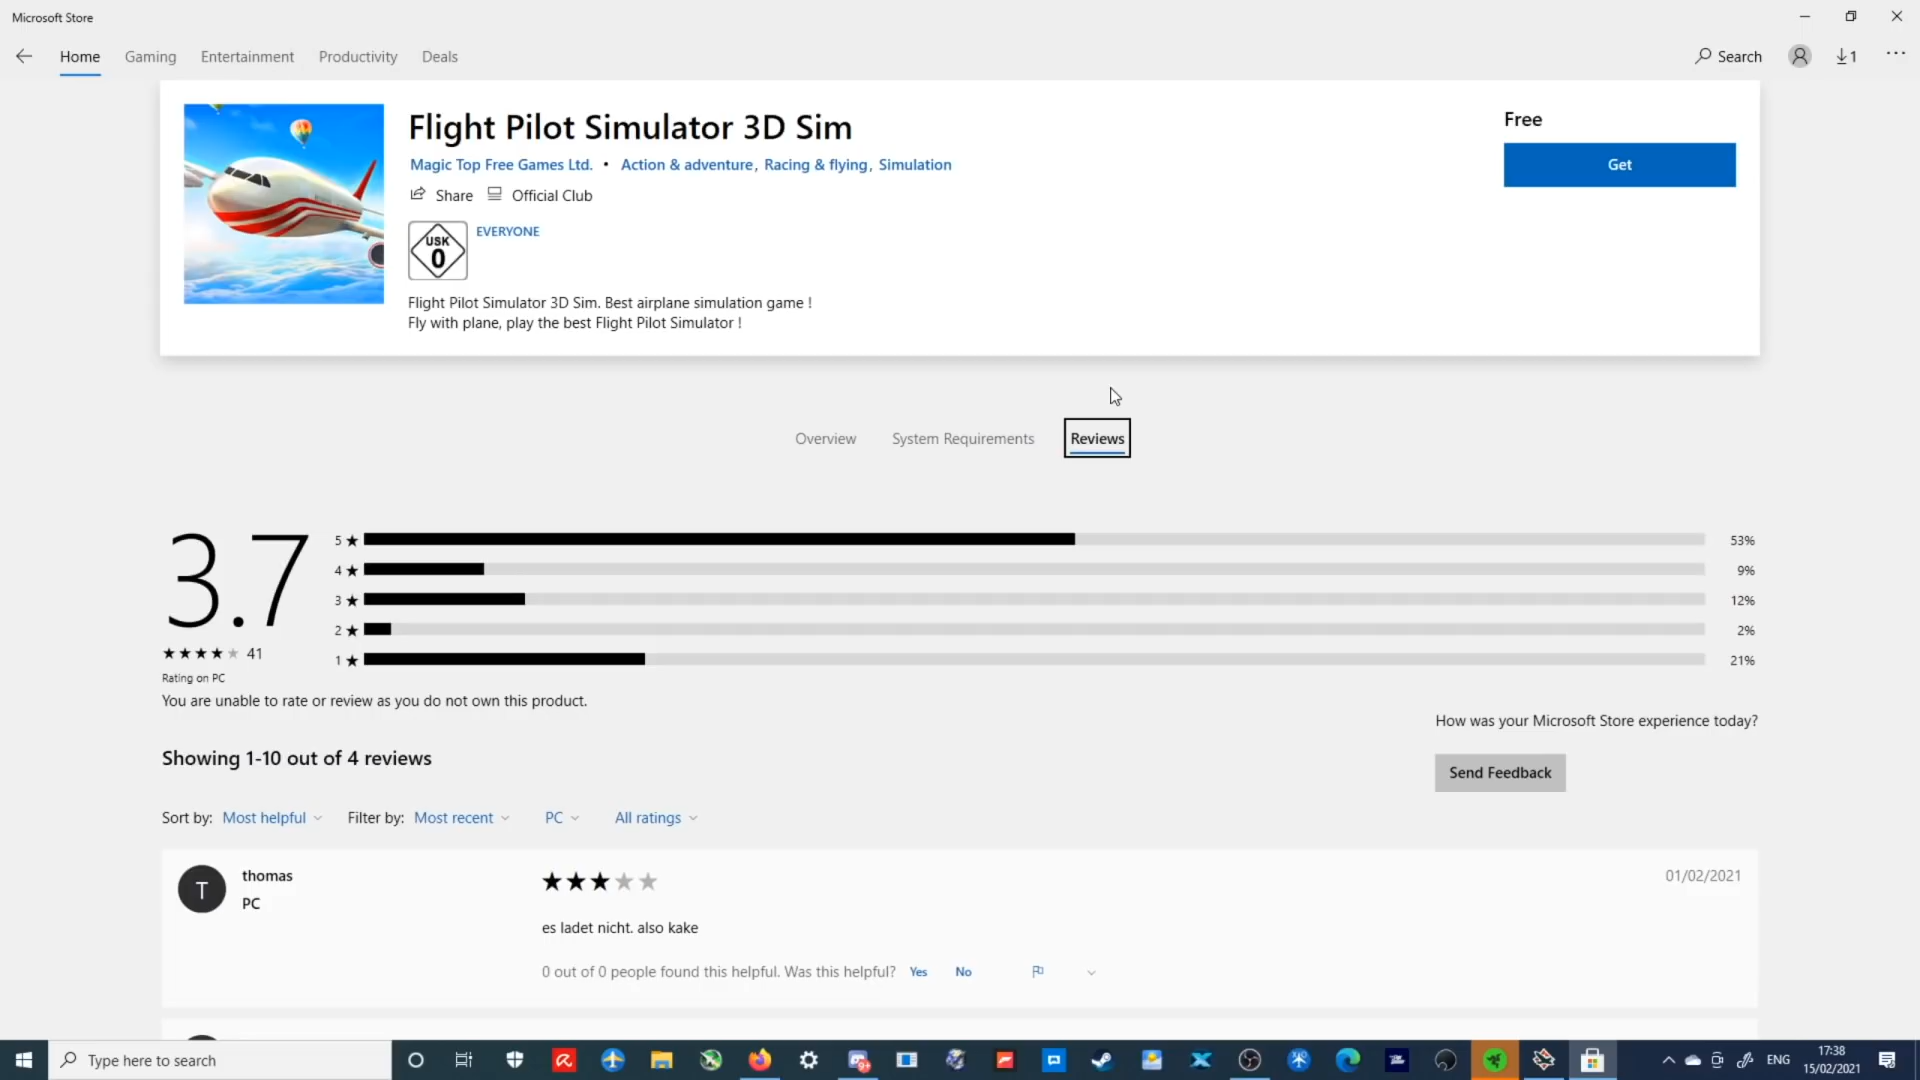 Microsoft Store
Home Gaming Entertainment Productivity Deals Search 1
Flight Pilot Simulator 3D Sim
Magic Top Free Games Ltd. • Action & adventure, Racing & flying, Simulation
Share Official Club
USK 0 EVERYONE
Flight Pilot Simulator 3D Sim. Best airplane simulation game !
Fly with plane, play the best Flight Pilot Simulator !
Free
Get
Overview System Requirements Reviews
3.7
5 ★ 53%
4 ★ 9%
3 ★ 12%
2 ★ 2%
1 ★ 21%
★★★★★ 41
Rating on PC
You are unable to rate or review as you do not own this product.
How was your Microsoft Store experience today?
Send Feedback
Showing 1-10 out of 4 reviews
Sort by: Most helpful Filter by: Most recent PC All ratings
T
thomas
PC
01/02/2021
es ladet nicht. also kake
0 out of 0 people found this helpful. Was this helpful? Yes No
Type here to search
9+
ENG
17:38
15/02/2021